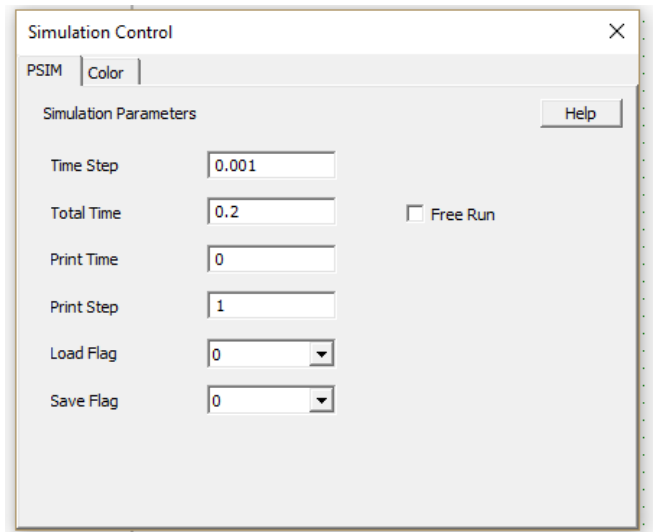 Simulation Control
PSIM Color
Simulation Parameters Help
Time Step 0.001
Total Time 0.2 Free Run
Print Time 0
Print Step 1
Load Flag 0
Save Flag 0